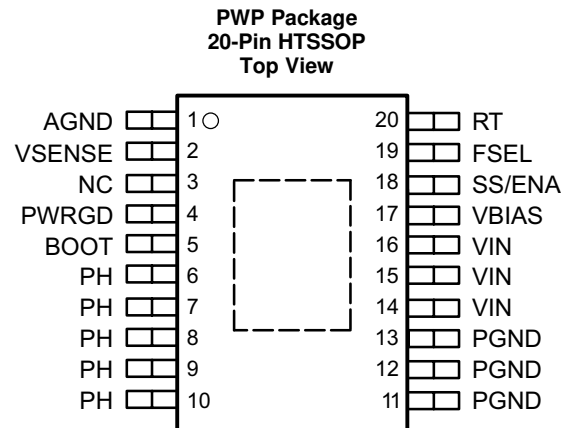 PWP Package
20-Pin HTSSOP
Top View
AGND 1 20 RT
VSENSE 2 19 FSEL
NC 3 18 SS/ENA
PWRGD 4 17 VBIAS
BOOT 5 16 VIN
PH 6 15 VIN
PH 7 14 VIN
PH 8 13 PGND
PH 9 12 PGND
PH 10 11 PGND